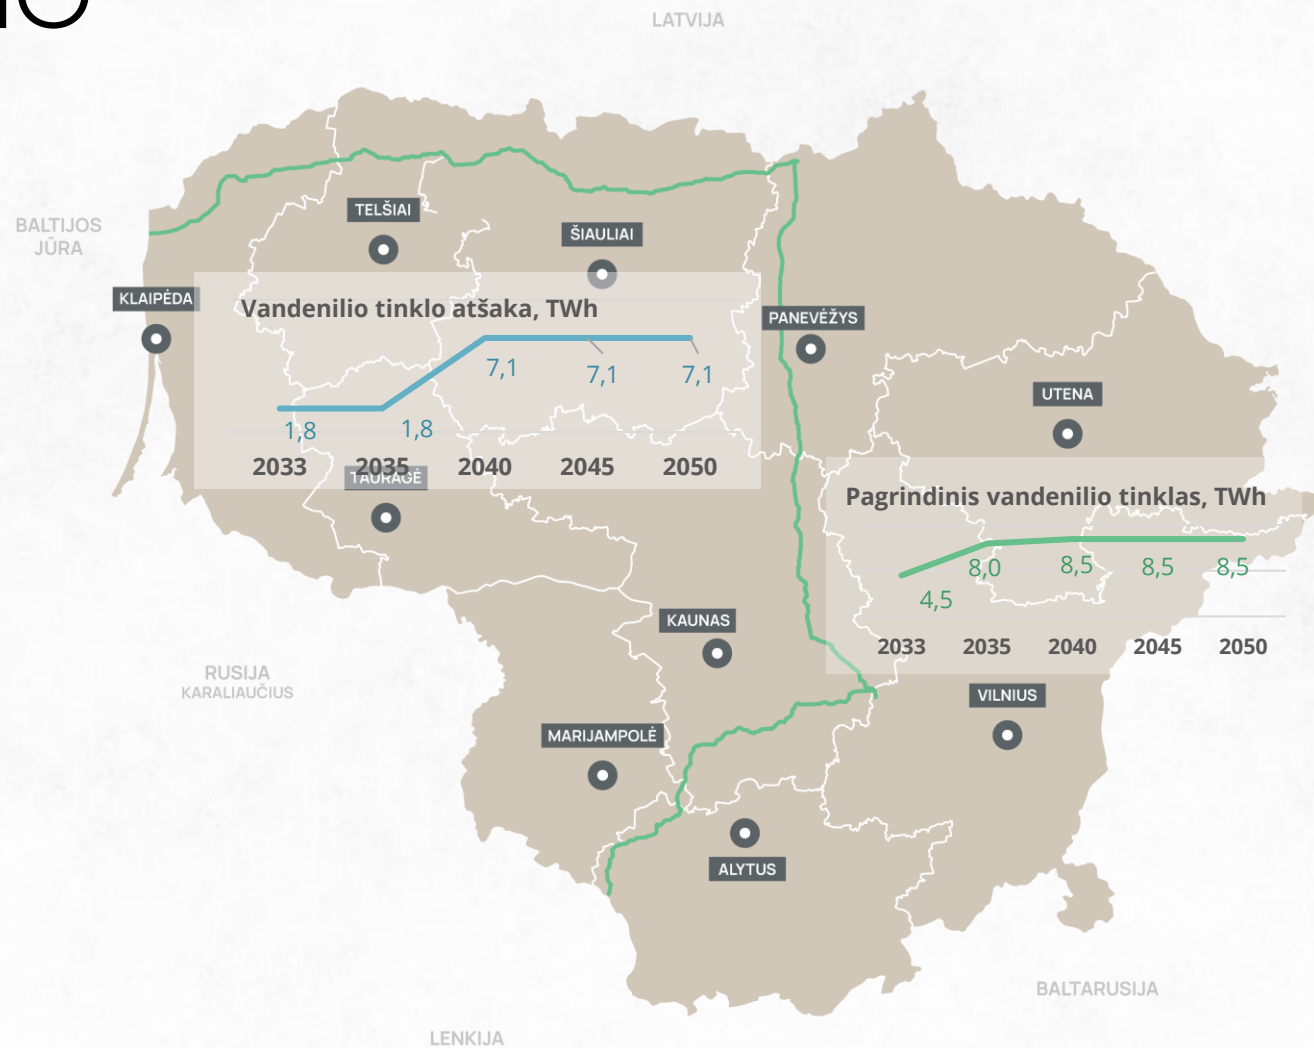 LATVIJA
BALTIJOS
JŪRA
TELŠIAI
ŠIAULIAI
KLAIPĖDA
PANEVĖŽYS
UTENA
Vandenilio tinklo atšaka, TWh
7,1
7,1
7,1
1,8
1,8
2033
2035
2040
2045
2050
TAURAGĖ
Pagrindinis vandenilio tinklas, TWh
4,5
8,0
8,5
8,5
8,5
2033
2035
2040
2045
2050
KAUNAS
RUSIJA
KARALIAUČIUS
VILNIUS
MARIJAMPOLĖ
ALYTUS
BALTARUSIJA
LENKIJA